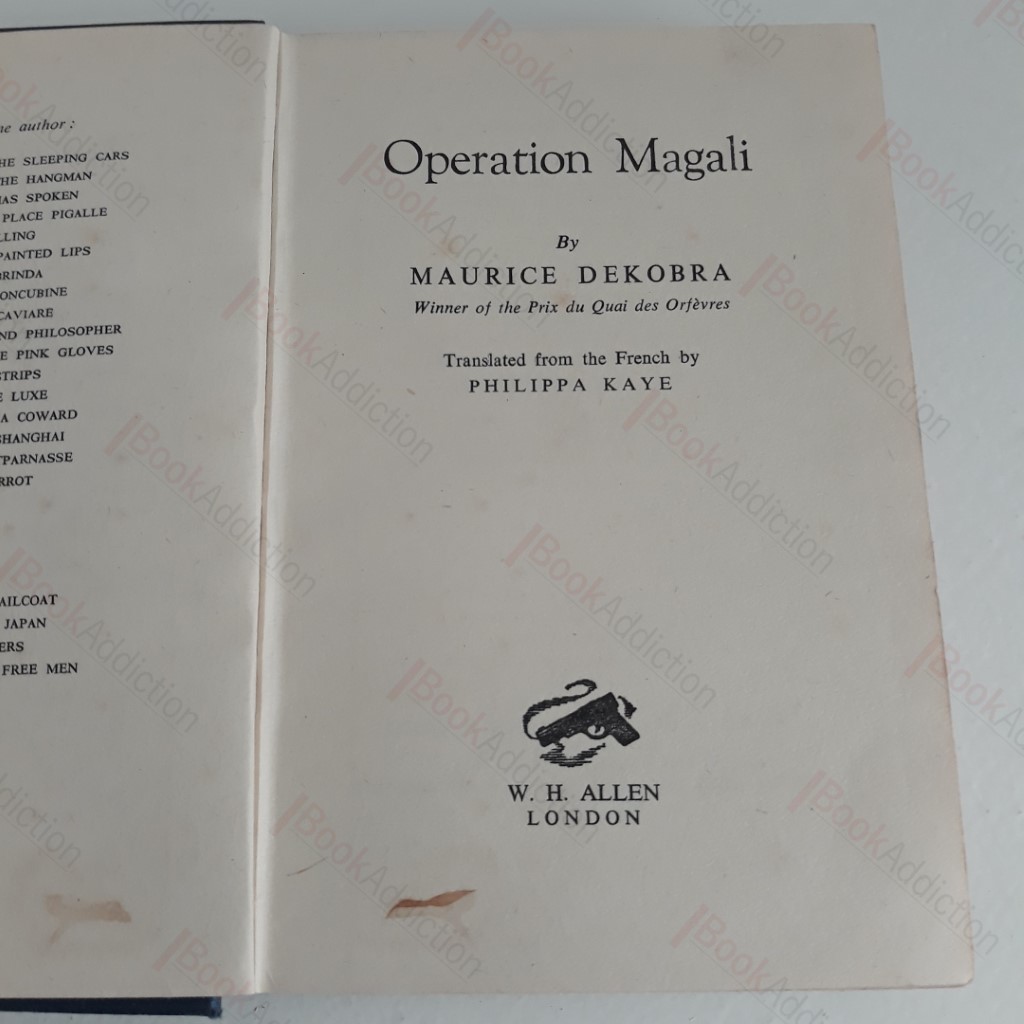 he author:
HE SLEEPING CARS
HE HANGMAN
AS SPOKEN
PLACE PIGALLE
LLING
PAINTED LIPS
RINDA
ONCUBINE
CAVIARE
ND PHILOSOPHER
E PINK GLOVES
STRIPS
E LUXE
A COWARD
SHANGHAI
TPARNASSE
RROT
AILCOAT
JAPAN
ERS
FREE MEN
Operation Magali
By
MAURICE DEKOBRA
Winner of the Prix du Quai des Orfèvres
Translated from the French by
PHILIPPA KAYE
W. H. ALLEN
LONDON
BookAddiction